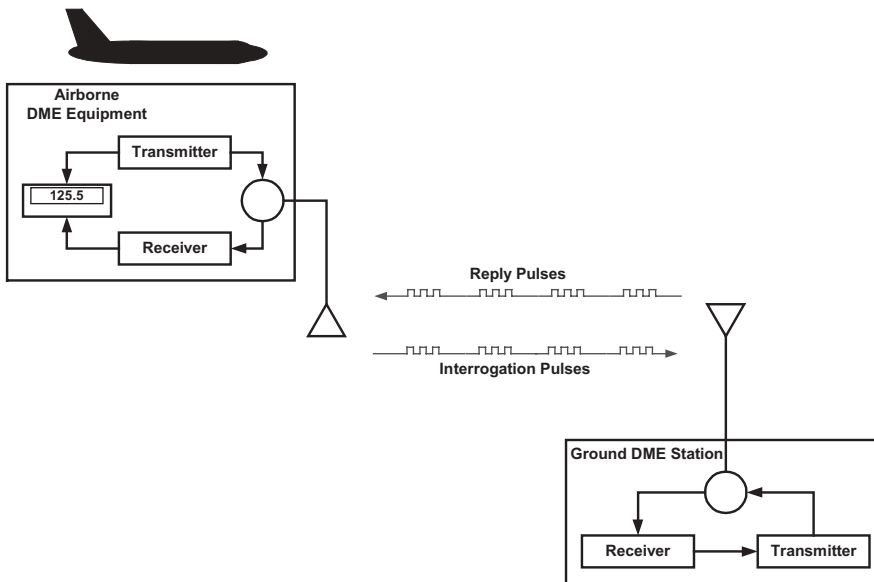 Airborne
DME Equipment
Transmitter
125.5
Receiver
Reply Pulses
Interrogation Pulses
Ground DME Station
Receiver
Transmitter